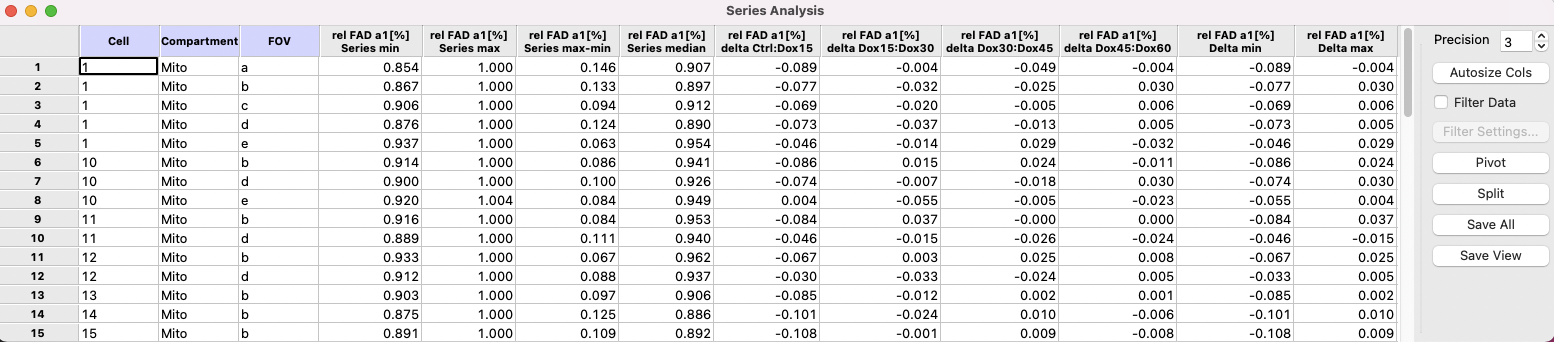 Series Analysis
Cell Compartment FOV rel FAD a1[%] rel FAD a1[%] rel FAD a1[%] rel FAD a1[%] rel FAD a1[%] rel FAD a1[%] rel FAD a1[%] rel FAD a1[%] rel FAD a1[%] rel FAD a1[%]
Series min Series max Series max-min Series median delta Ctrl:Dox15 delta Dox15:Dox30 delta Dox30:Dox45 delta Dox45:Dox60 Delta min Delta max
1 1 Mito a 0.854 1.000 0.146 0.907 -0.089 -0.004 -0.049 -0.004 -0.089 -0.004
2 1 Mito b 0.867 1.000 0.133 0.897 -0.077 -0.032 -0.025 0.030 -0.077 0.030
3 1 Mito c 0.906 1.000 0.094 0.912 -0.069 -0.020 -0.005 0.006 -0.069 0.006
4 1 Mito d 0.876 1.000 0.124 0.890 -0.073 -0.037 -0.013 0.005 -0.073 0.005
5 1 Mito e 0.937 1.000 0.063 0.954 -0.046 -0.014 0.029 -0.032 -0.046 0.029
6 10 Mito b 0.914 1.000 0.086 0.941 -0.086 0.015 0.024 -0.011 -0.086 0.024
7 10 Mito d 0.900 1.000 0.100 0.926 -0.074 -0.007 -0.018 0.030 -0.074 0.030
8 10 Mito e 0.920 1.004 0.084 0.949 0.004 -0.055 -0.005 -0.023 -0.055 0.004
9 11 Mito b 0.916 1.000 0.084 0.953 -0.084 0.037 -0.000 0.000 -0.084 0.037
10 11 Mito d 0.889 1.000 0.111 0.940 -0.046 -0.015 -0.026 -0.024 -0.046 -0.015
11 12 Mito b 0.933 1.000 0.067 0.962 -0.067 0.003 0.025 0.008 -0.067 0.025
12 12 Mito d 0.912 1.000 0.088 0.937 -0.030 -0.033 -0.024 0.005 -0.033 0.005
13 13 Mito b 0.903 1.000 0.097 0.906 -0.085 -0.012 0.002 0.001 -0.085 0.002
14 14 Mito b 0.875 1.000 0.125 0.886 -0.101 -0.024 0.010 -0.006 -0.101 0.010
15 15 Mito b 0.891 1.000 0.109 0.892 -0.108 -0.001 0.009 -0.008 -0.108 0.009
Precision 3
Autosize Cols
Filter Data
Filter Settings...
Pivot
Split
Save All
Save View